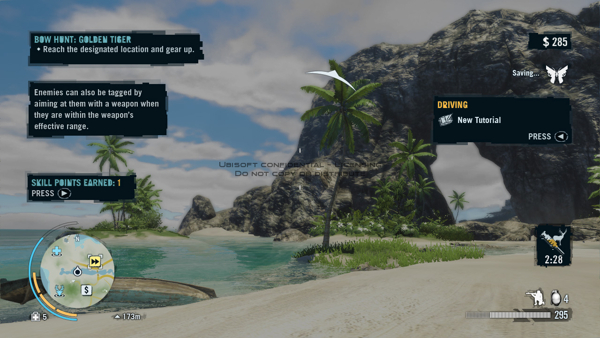 BOW HUNT: GOLDEN TIGER
• Reach the designated location and gear up.
$ 285
Saving...
Enemies can also be tagged by
aiming at them with a weapon when
they are within the weapon's
effective range.
DRIVING
New Tutorial
PRESS
Ubisoft confidential
Do not copy or distribute
SKILL POINTS EARNED: 1
PRESS
2:28
$
5
173m
4
295